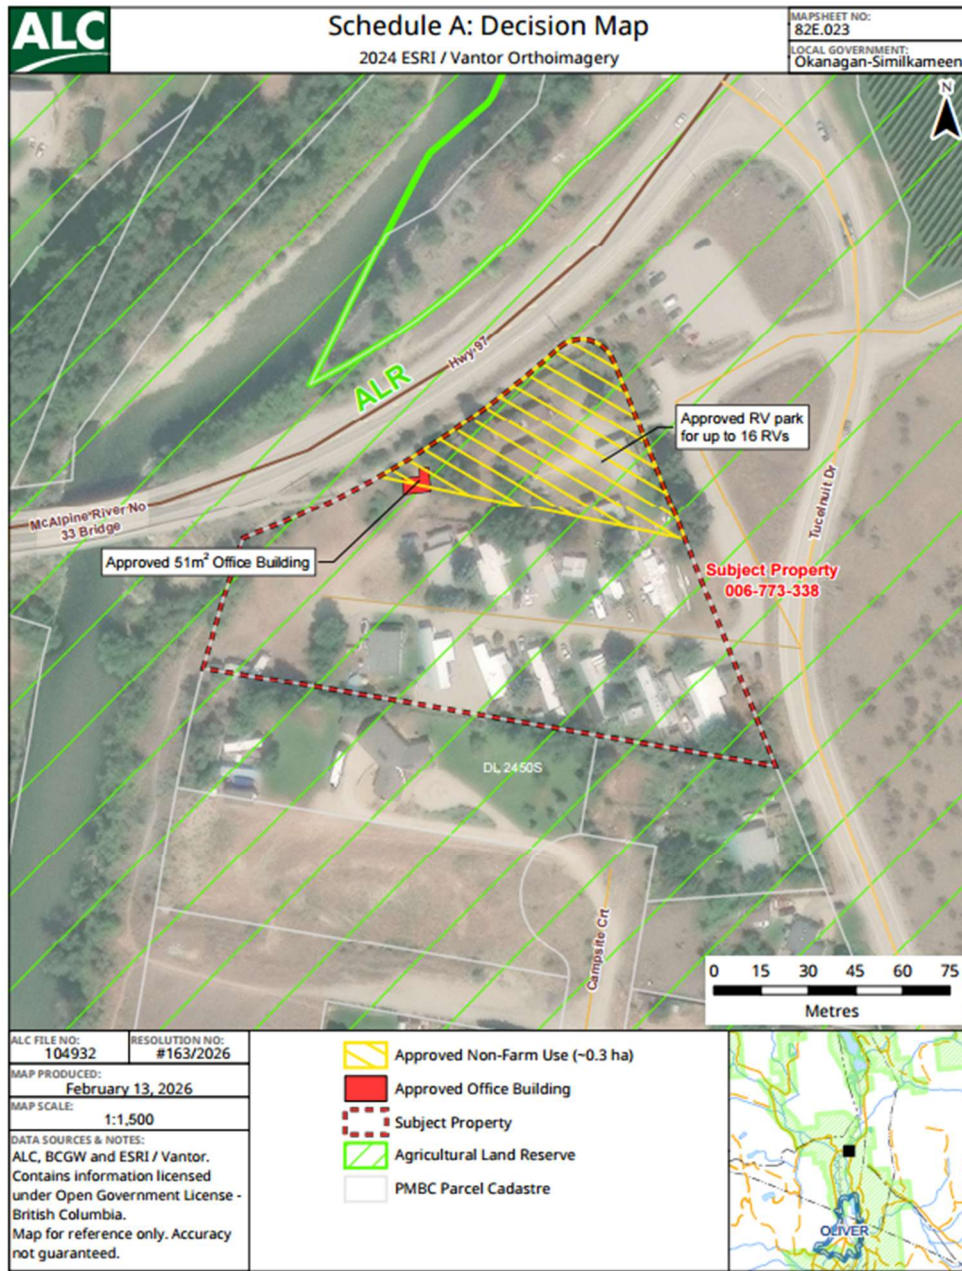 ALC
Schedule A: Decision Map
2024 ESRI / Vantor Orthoimagery
MAPSHEET NO:
82E.023
LOCAL GOVERNMENT:
Okanagan-Similkameen
N
Hwy 97
ALR
Approved RV park
for up to 16 RVs
McAlpine River No
33 Bridge
Tucelnuit Dr
Approved 51m² Office Building
Subject Property
006-773-338
DL 2450S
Campsite Crt
0 15 30 45 60 75
Metres
ALC FILE NO:
104932
RESOLUTION NO:
#163/2026
MAP PRODUCED:
February 13, 2026
MAP SCALE:
1:1,500
DATA SOURCES & NOTES:
ALC, BCGW and ESRI / Vantor.
Contains information licensed
under Open Government License -
British Columbia.
Map for reference only. Accuracy
not guaranteed.
Approved Non-Farm Use (~0.3 ha)
Approved Office Building
Subject Property
Agricultural Land Reserve
PMBC Parcel Cadastre
OLIVER